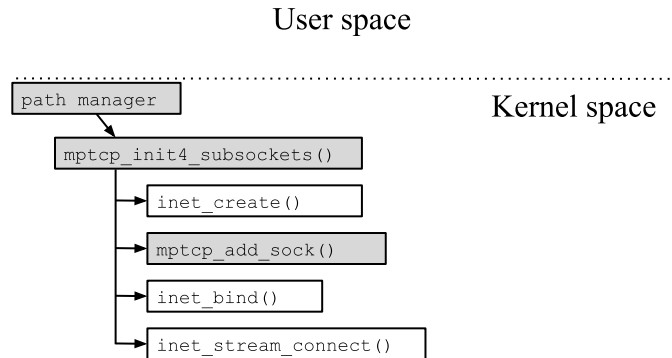 User space
path manager
Kernel space
mptcp_init4_subsockets()
inet_create()
mptcp_add_sock()
inet_bind()
inet_stream_connect()